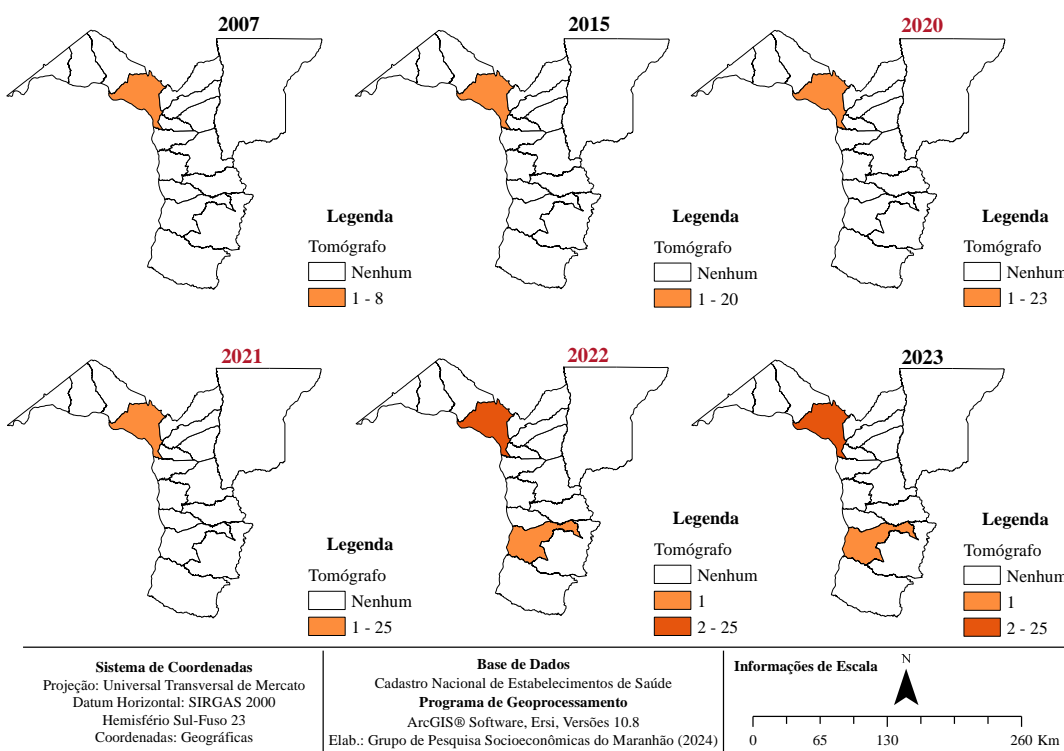 2007
2015
2020
Legenda
Tomógrafo
Nenhum
1 - 8
Legenda
Tomógrafo
Nenhum
1 - 20
Legenda
Tomógrafo
Nenhum
1 - 23
2021
2022
2023
Legenda
Tomógrafo
Nenhum
1 - 25
Legenda
Tomógrafo
Nenhum
1
2 - 25
Legenda
Tomógrafo
Nenhum
1
2 - 25
Sistema de Coordenadas
Projeção: Universal Transversal de Mercato
Datum Horizontal: SIRGAS 2000
Hemisfério Sul-Fuso 23
Coordenadas: Geográficas
Base de Dados
Cadastro Nacional de Estabelecimentos de Saúde
Programa de Geoprocessamento
ArcGIS® Software, Ersi, Versões 10.8
Elab.: Grupo de Pesquisa Socioeconômicas do Maranhão (2024)
Informações de Escala
N
0 65 130 260 Km